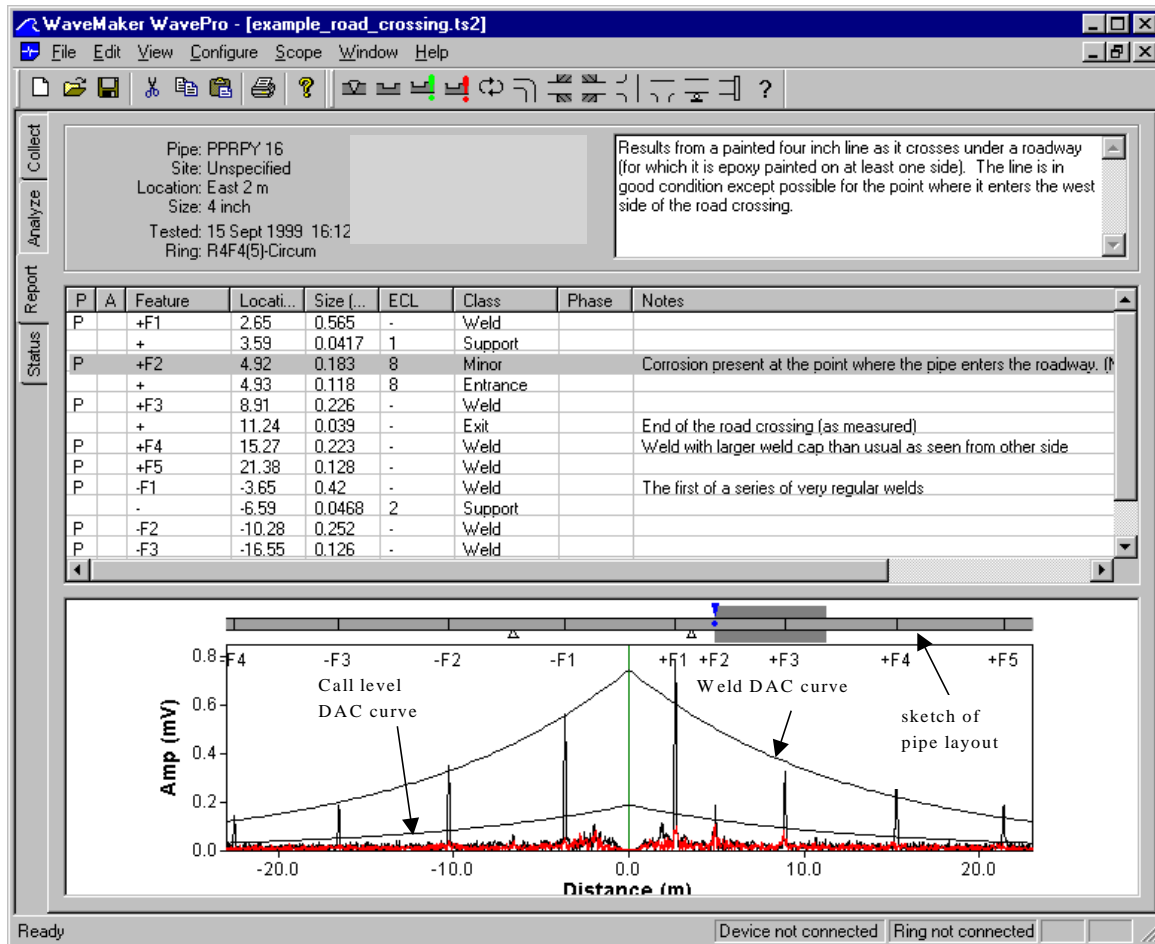 WaveMaker WavePro - [example_road_crossing.ts2]
File Edit View Configure Scope Window Help
Collect
Analyze
Report
Status
Pipe: PPRPY 16
Site: Unspecified
Location: East 2 m
Size: 4 inch
Tested: 15 Sept 1999 16:12
Ring: R4F4(5)-Circum
Results from a painted four inch line as it crosses under a roadway
(for which it is epoxy painted on at least one side). The line is in
good condition except possible for the point where it enters the west
side of the road crossing.
P A Feature Locati... Size (... ECL Class Phase Notes
P +F1 2.65 0.565 - Weld
+ 3.59 0.0417 1 Support
P +F2 4.92 0.183 8 Minor Corrosion present at the point where the pipe enters the roadway.
+ 4.93 0.118 8 Entrance
P +F3 8.91 0.226 - Weld
+ 11.24 0.039 - Exit End of the road crossing (as measured)
P +F4 15.27 0.223 - Weld Weld with larger weld cap than usual as seen from other side
P +F5 21.38 0.128 - Weld
P -F1 -3.65 0.42 - Weld The first of a series of very regular welds
- -6.59 0.0468 2 Support
P -F2 -10.28 0.252 - Weld
P -F3 -16.55 0.126 - Weld
-F4 -F3 -F2 -F1 +F1 +F2 +F3 +F4 +F5
Call level
DAC curve
Weld DAC curve
sketch of
pipe layout
Amp (mV)
0.8
0.6
0.4
0.2
0.0
-20.0 -10.0 0.0 10.0 20.0
Distance (m)
Ready Device not connected Ring not connected